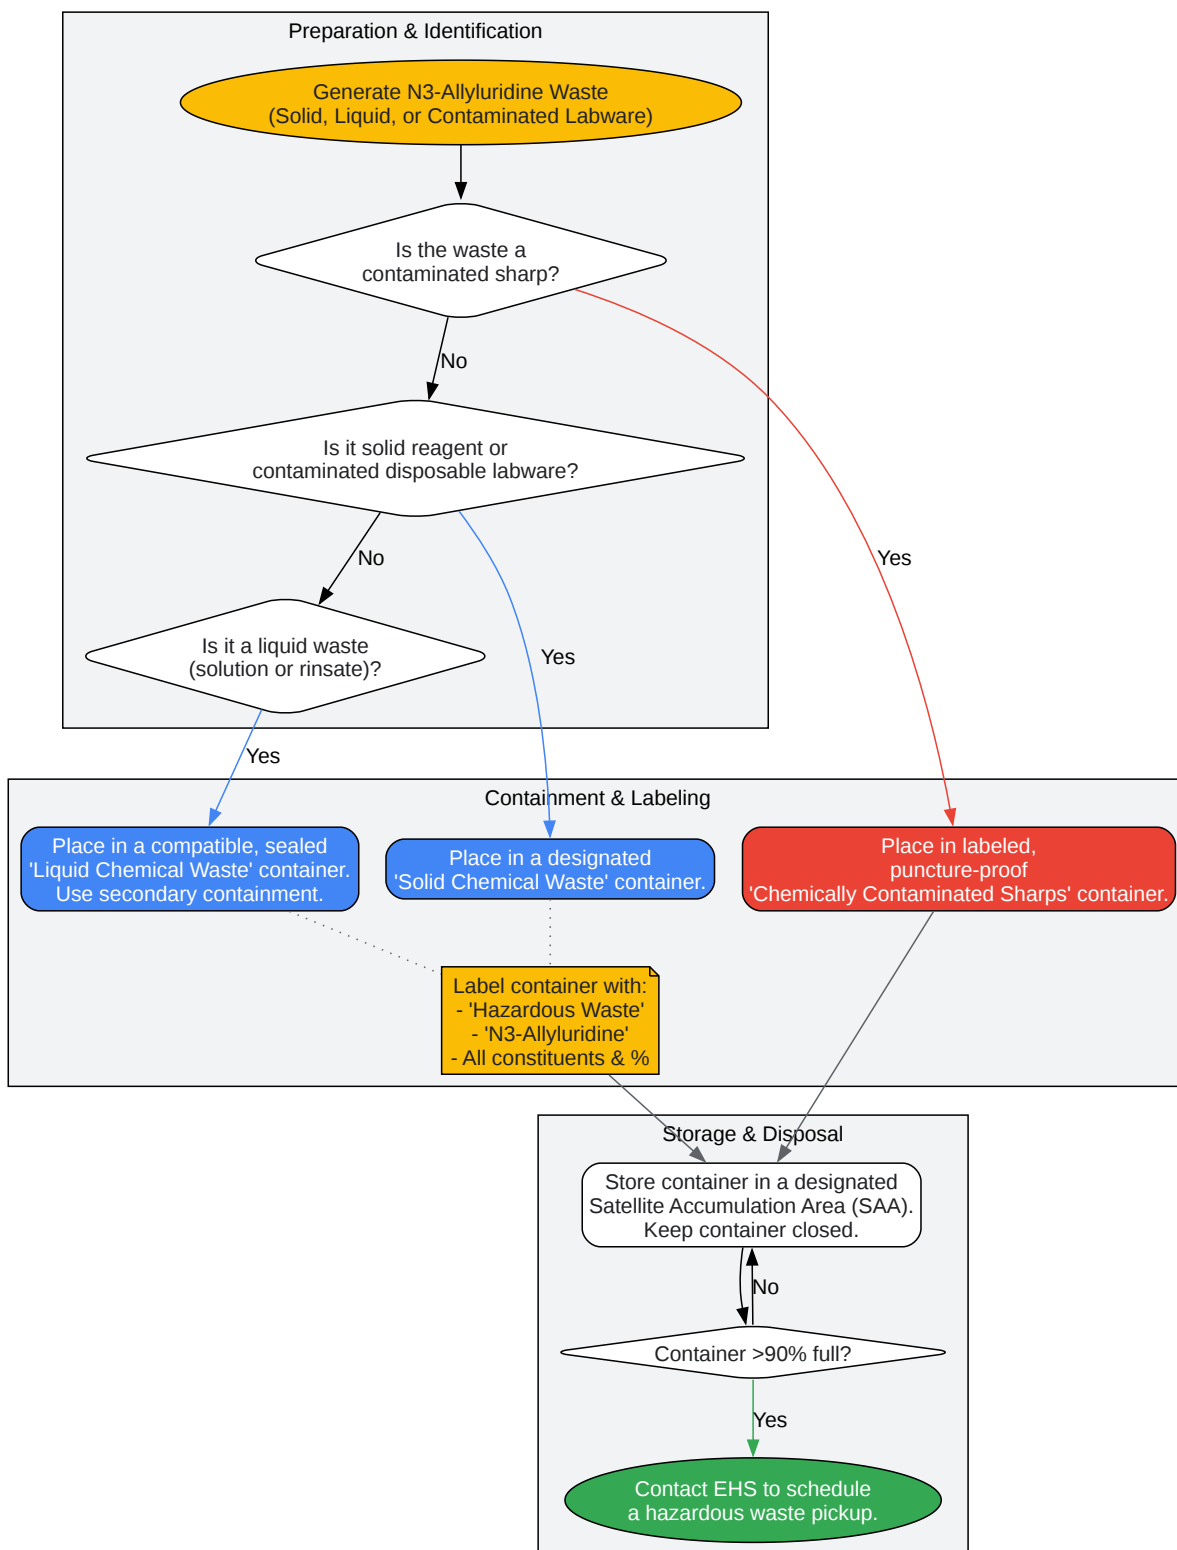 Preparation & Identification
Generate N3-Allyluridine Waste
(Solid, Liquid, or Contaminated Labware)
Is the waste a
contaminated sharp?
No
Is it solid reagent or
contaminated disposable labware?
No
Yes
Is it a liquid waste
(solution or rinsate)?
Yes
Yes
Containment & Labeling
Place in a compatible, sealed
'Liquid Chemical Waste' container.
Use secondary containment.
Place in a designated
'Solid Chemical Waste' container.
Place in labeled,
puncture-proof
'Chemically Contaminated Sharps' container.
Label container with:
- 'Hazardous Waste'
- 'N3-Allyluridine'
- All constituents & %
Storage & Disposal
Store container in a designated
Satellite Accumulation Area (SAA).
Keep container closed.
No
Container >90% full?
Yes
Contact EHS to schedule
a hazardous waste pickup.